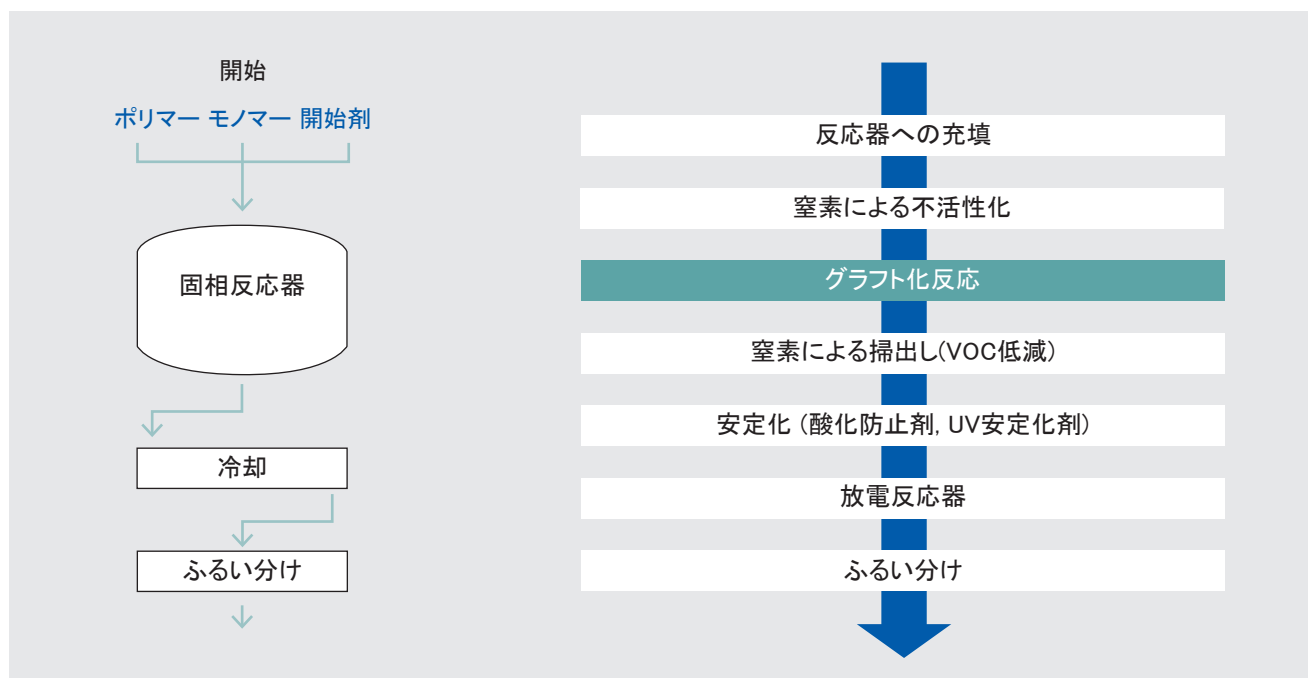 開始
ポリマー モノマー 開始剤
固相反応器
冷却
ふるい分け
反応器への充填
窒素による不活性化
グラフト化反応
窒素による掃出し(VOC低減)
安定化 (酸化防止剤, UV安定化剤)
放電反応器
ふるい分け